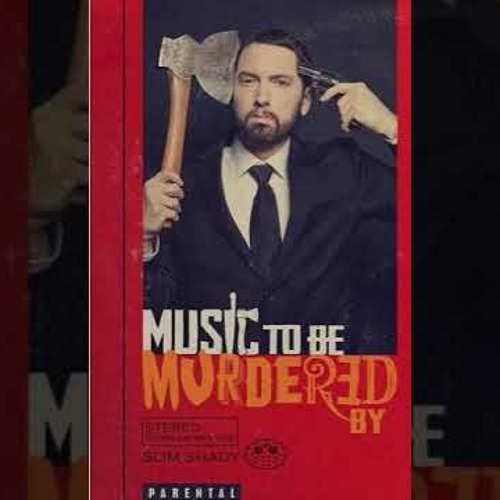 MUSIC TO BE
MURDERED
BY
STEREO
SLIM SHADY
PARENTAL